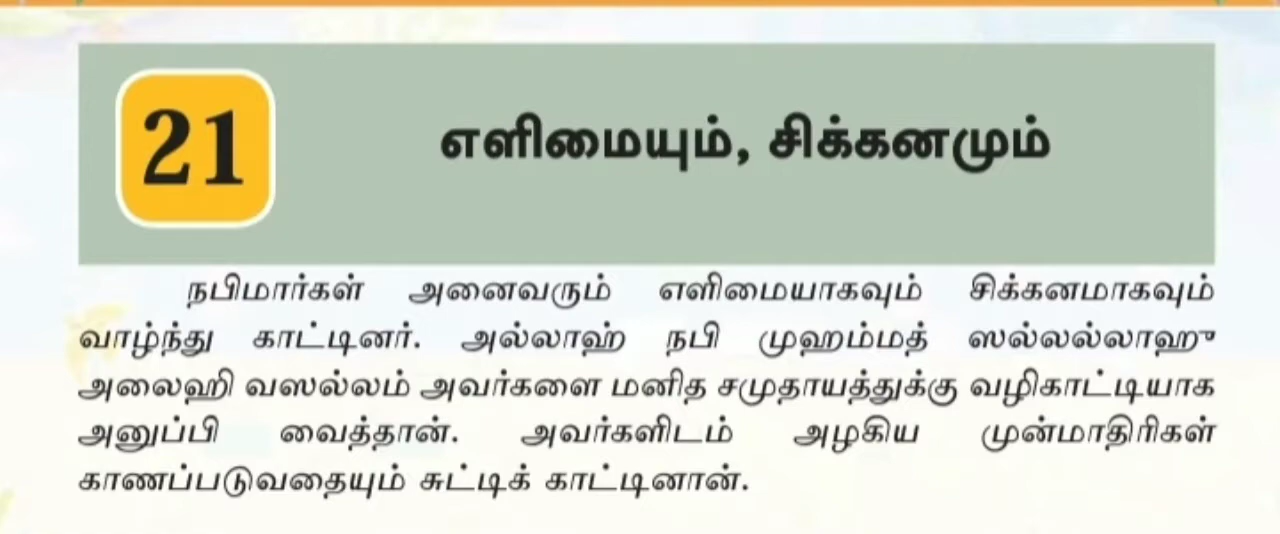 21
எளிமையும், சிக்கனமும்
நபிமார்கள் அனைவரும் எளிமையாகவும் சிக்கனமாகவும்
வாழ்ந்து காட்டினர். அல்லாஹ் நபி முஹம்மத் ஸல்லல்லாஹு
அலைஹி வஸல்லம் அவர்களை மனித சமுதாயத்துக்கு வழிகாட்டியாக
அனுப்பி வைத்தான். அவர்களிடம் அழகிய முன்மாதிரிகள்
காணப்படுவதையும் சுட்டிக் காட்டினான்.